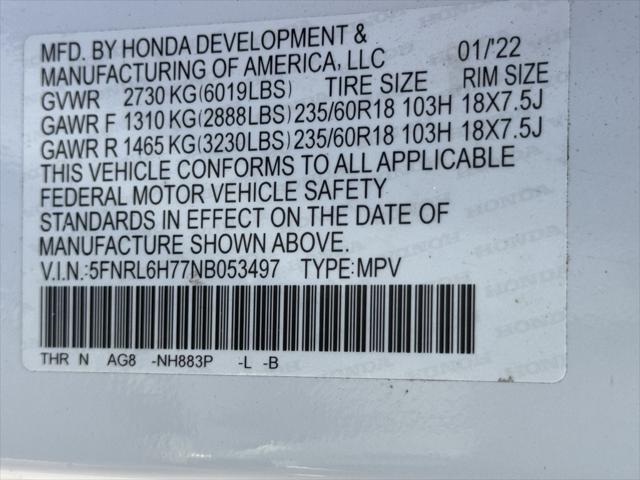 MFD. BY HONDA DEVELOPMENT & 01/'22
MANUFACTURING OF AMERICA, LLC
GVWR 2730 KG(6019LBS) TIRE SIZE RIM SIZE
GAWR F 1310 KG(2888LBS) 235/60R18 103H 18X7.5J
GAWR R 1465 KG(3230LBS) 235/60R18 103H 18X7.5J
THIS VEHICLE CONFORMS TO ALL APPLICABLE
FEDERAL MOTOR VEHICLE SAFETY
STANDARDS IN EFFECT ON THE DATE OF
MANUFACTURE SHOWN ABOVE.
V.I.N.:5FNRL6H77NB053497 TYPE:MPV
THR N AG8 -NH883P -L -B
HONDA HONDA